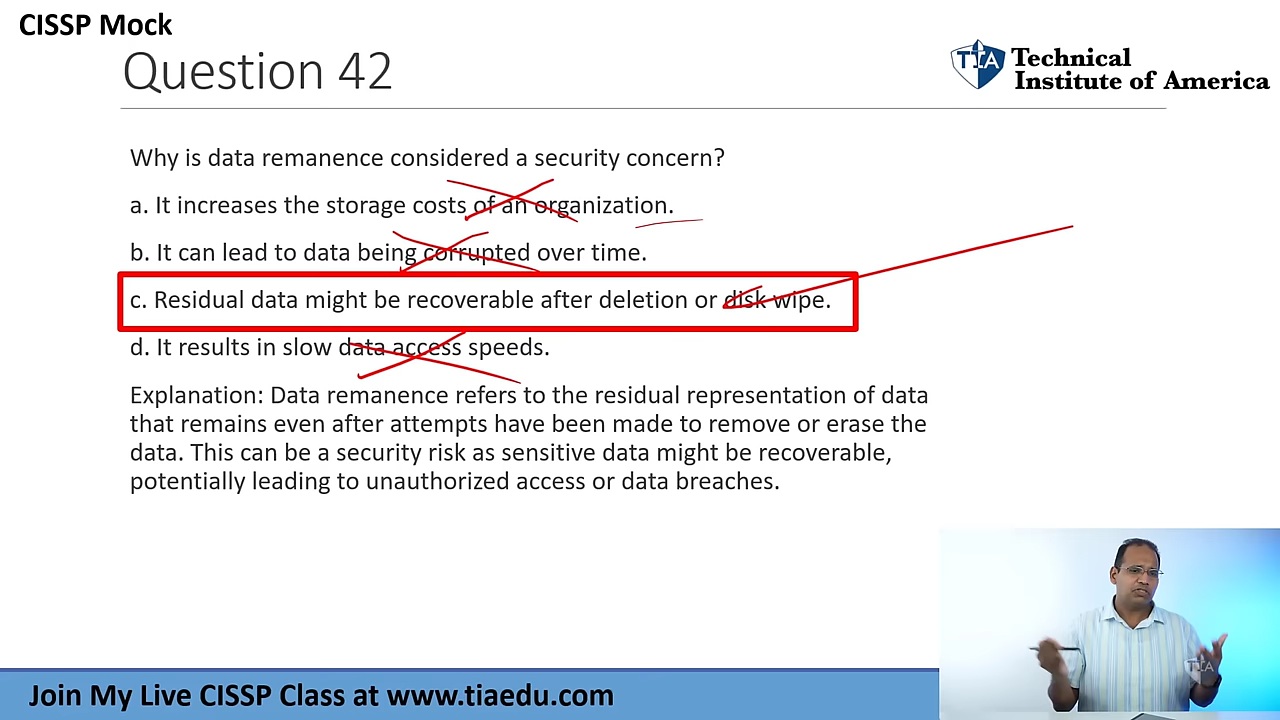 CISSP Mock
Question 42
TIA Technical
Institute of America
Why is data remanence considered a security concern?
a. It increases the storage costs of an organization.
b. It can lead to data being corrupted over time.
c. Residual data might be recoverable after deletion or disk wipe.
d. It results in slow data access speeds.
Explanation: Data remanence refers to the residual representation of data
that remains even after attempts have been made to remove or erase the
data. This can be a security risk as sensitive data might be recoverable,
potentially leading to unauthorized access or data breaches.
TIA
Join My Live CISSP Class at www.tiaedu.com